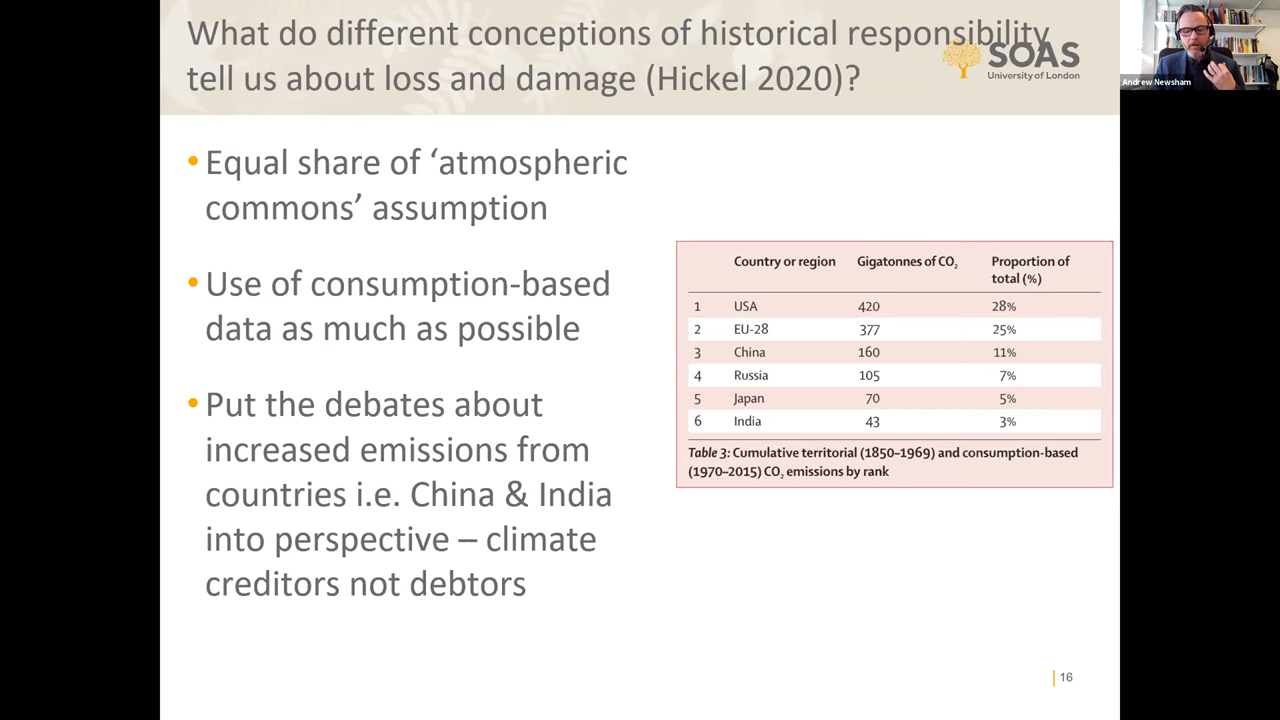 What do different conceptions of historical responsibility
tell us about loss and damage (Hickel 2020)?
SOAS
University of London
Andrew Newsham
• Equal share of ‘atmospheric
commons’ assumption
• Use of consumption-based
data as much as possible
• Put the debates about
increased emissions from
countries i.e. China & India
into perspective – climate
creditors not debtors
Country or region Gigatonnes of CO₂ Proportion of
total (%)
1 USA 420 28%
2 EU-28 377 25%
3 China 160 11%
4 Russia 105 7%
5 Japan 70 5%
6 India 43 3%
Table 3: Cumulative territorial (1850–1969) and consumption-based
(1970–2015) CO₂ emissions by rank
16